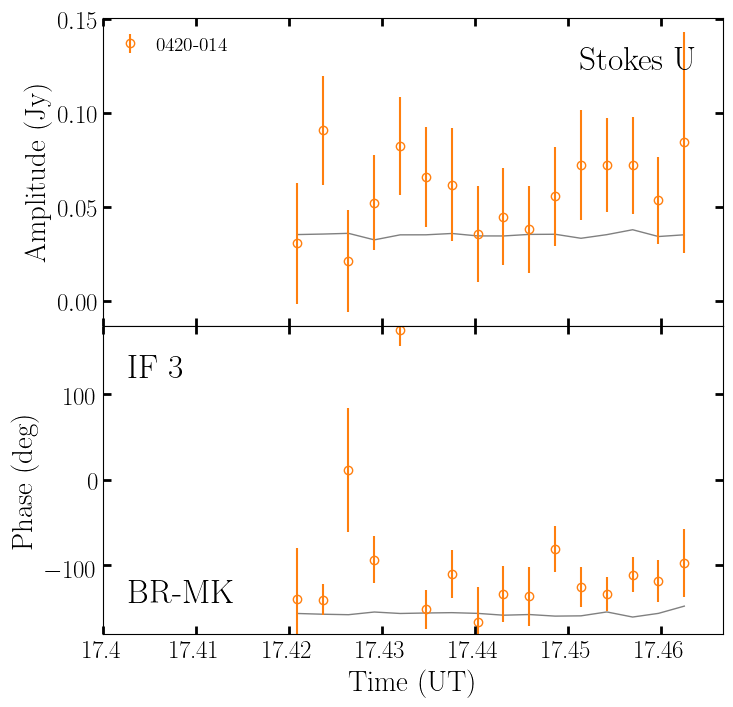 0.15
0420-014
Stokes U
0.10
0.05
0.00
Amplitude (Jy)
IF 3
100
0
−100
Phase (deg)
BR-MK
17.4 17.41 17.42 17.43 17.44 17.45 17.46
Time (UT)